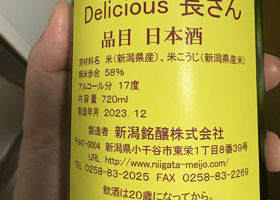 Delicious 長さん
品目 日本酒
原材料名 米(新潟県産)、米こうじ(新潟県産米)
精米歩合 58%
アルコール分 17度
内容量 720ml
製造年月 2023.12
製造者 新潟銘醸株式会社
〒947-0004 新潟県小千谷市東栄1丁目8番39号
URL http://www.niigata-meijo.com/
TEL 0258-83-2025 FAX 0258-83-2269
飲酒は20歳になってから。